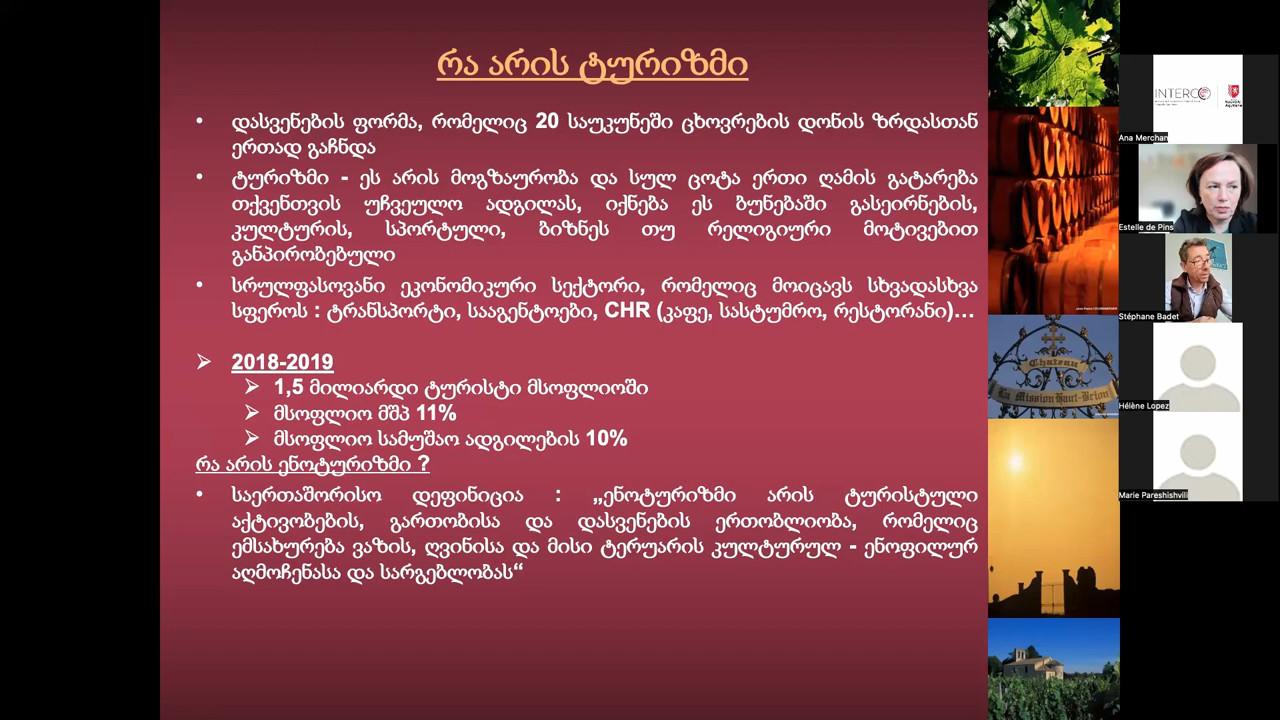 რა არის ტურიზმი
• დასვენების ფორმა, რომელიც 20 საუკუნეში ცხოვრების დონის ზრდასთან
ერთად გაჩნდა
• ტურიზმი - ეს არის მოგზაურობა და სულ ცოტა ერთი ღამის გატარება
თქვენთვის უჩვეულო ადგილას, იქნება ეს ბუნებაში გასეირნების,
კულტურის, სპორტული, ბიზნეს თუ რელიგიური მოტივებით
განპირობებული
• სრულფასოვანი ეკონომიკური სექტორი, რომელიც მოიცავს სხვადასხვა
სფეროს : ტრანსპორტი, სააგენტოები, CHR (კაფე, სასტუმრო, რესტორანი)...
➢ 2018-2019
➢ 1,5 მილიარდი ტურისტი მსოფლიოში
➢ მსოფლიო მშპ 11%
➢ მსოფლიო სამუშაო ადგილების 10%
რა არის ენოტურიზმი ?
• საერთაშორისო დეფინიცია : „ენოტურიზმი არის ტურისტული
აქტივობების, გართობისა და დასვენების ერთობლიობა, რომელიც
ემსახურება ვაზის, ღვინისა და მისი ტერუარის კულტურულ - ენოფილურ
აღმოჩენასა და სარგებლობას“
Chateau
La Mission Haut-Brion
INTERCO
Ana Merchan
Estelle de Pins
Stéphane Badet
Hélène Lopez
Marie Pareshishvili